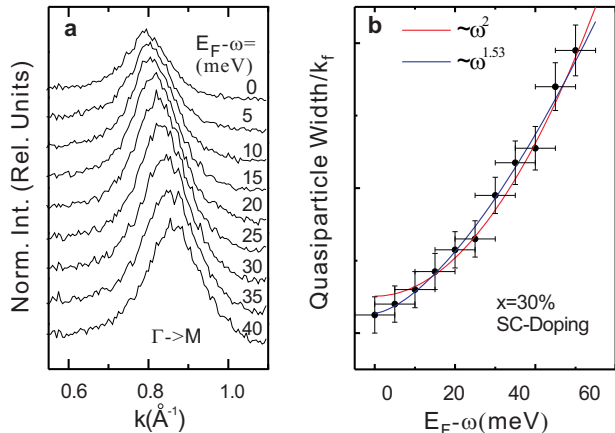 a
E_F-ω=
(meV)
0
5
10
15
20
25
30
35
40
Γ->M
Norm. Int. (Rel. Units)
0.6
0.8
1.0
k(Å⁻¹)
b
~ω²
~ω^1.53
x=30%
SC-Doping
Quasiparticle Width/k_f
0
20
40
60
E_F-ω(meV)